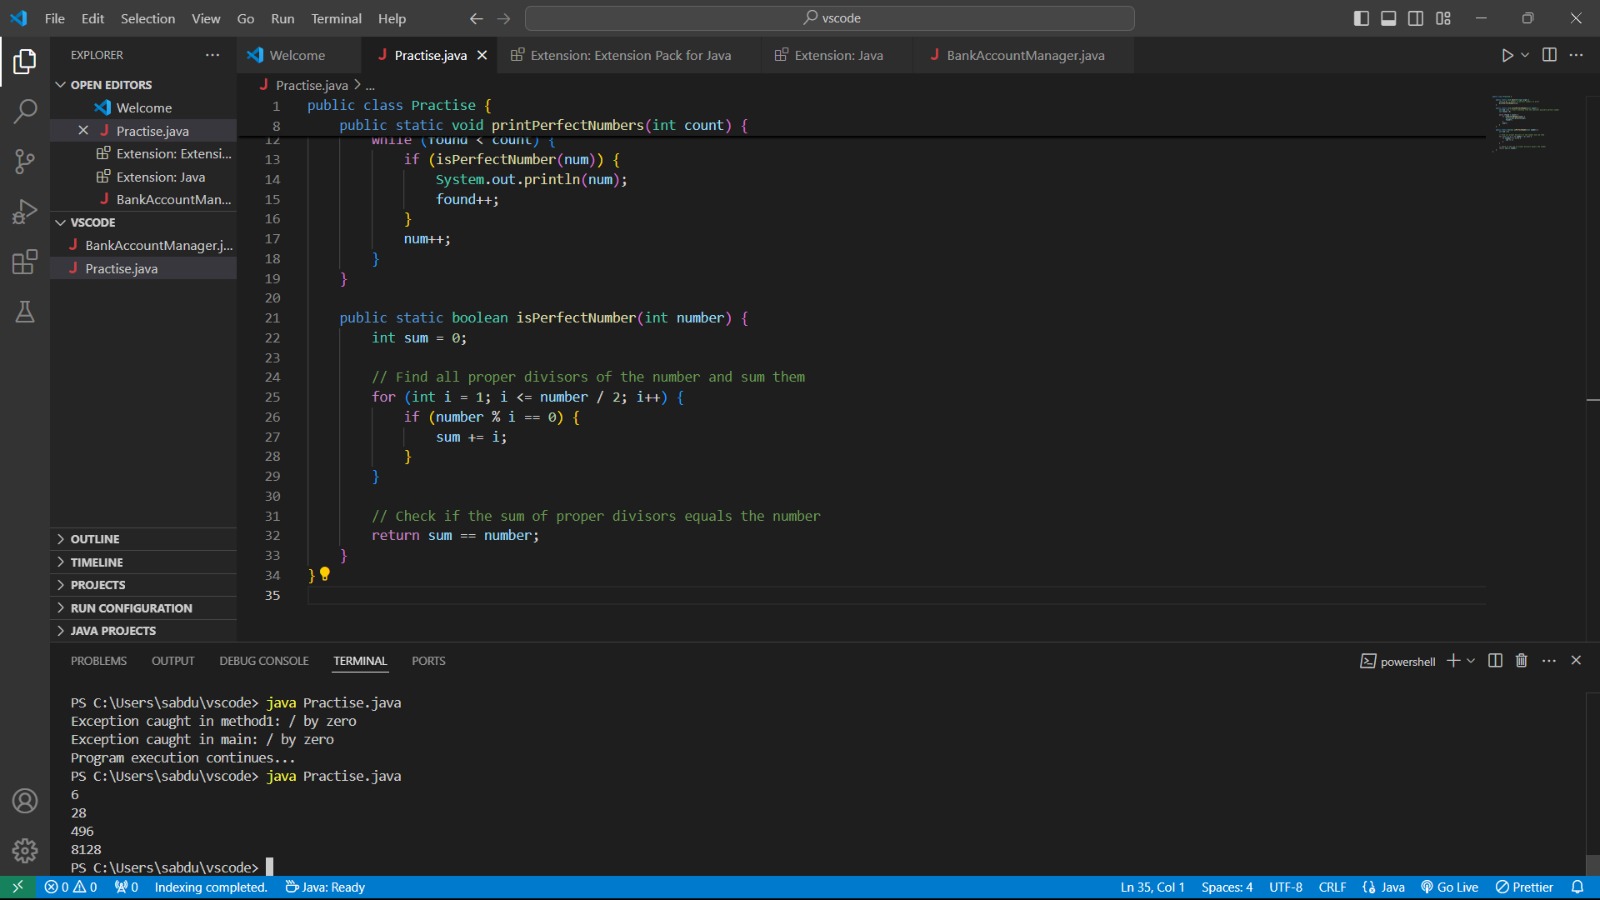 File Edit Selection View Go Run Terminal Help
vscode
EXPLORER
OPEN EDITORS
Welcome
Practise.java
Extension: Extensi...
Extension: Java
BankAccountMan...
VSCODE
BankAccountManager.j...
Practise.java
OUTLINE
TIMELINE
PROJECTS
RUN CONFIGURATION
JAVA PROJECTS
Welcome Practise.java Extension: Extension Pack for Java Extension: Java BankAccountManager.java
Practise.java > ...
1 public class Practise {
8 public static void printPerfectNumbers(int count) {
12 while (found < count) {
13 if (isPerfectNumber(num)) {
14 System.out.println(num);
15 found++;
16 }
17 num++;
18 }
19 }
20
21 public static boolean isPerfectNumber(int number) {
22 int sum = 0;
23
24 // Find all proper divisors of the number and sum them
25 for (int i = 1; i <= number / 2; i++) {
26 if (number % i == 0) {
27 sum += i;
28 }
29 }
30
31 // Check if the sum of proper divisors equals the number
32 return sum == number;
33 }
34 }
35
PROBLEMS OUTPUT DEBUG CONSOLE TERMINAL PORTS
powershell
PS C:\Users\sabdu\vscode> java Practise.java
Exception caught in method1: / by zero
Exception caught in main: / by zero
Program execution continues...
PS C:\Users\sabdu\vscode> java Practise.java
6
28
496
8128
PS C:\Users\sabdu\vscode>
0 0 0 Indexing completed. Java: Ready Ln 35, Col 1 Spaces: 4 UTF-8 CRLF Java Go Live Prettier